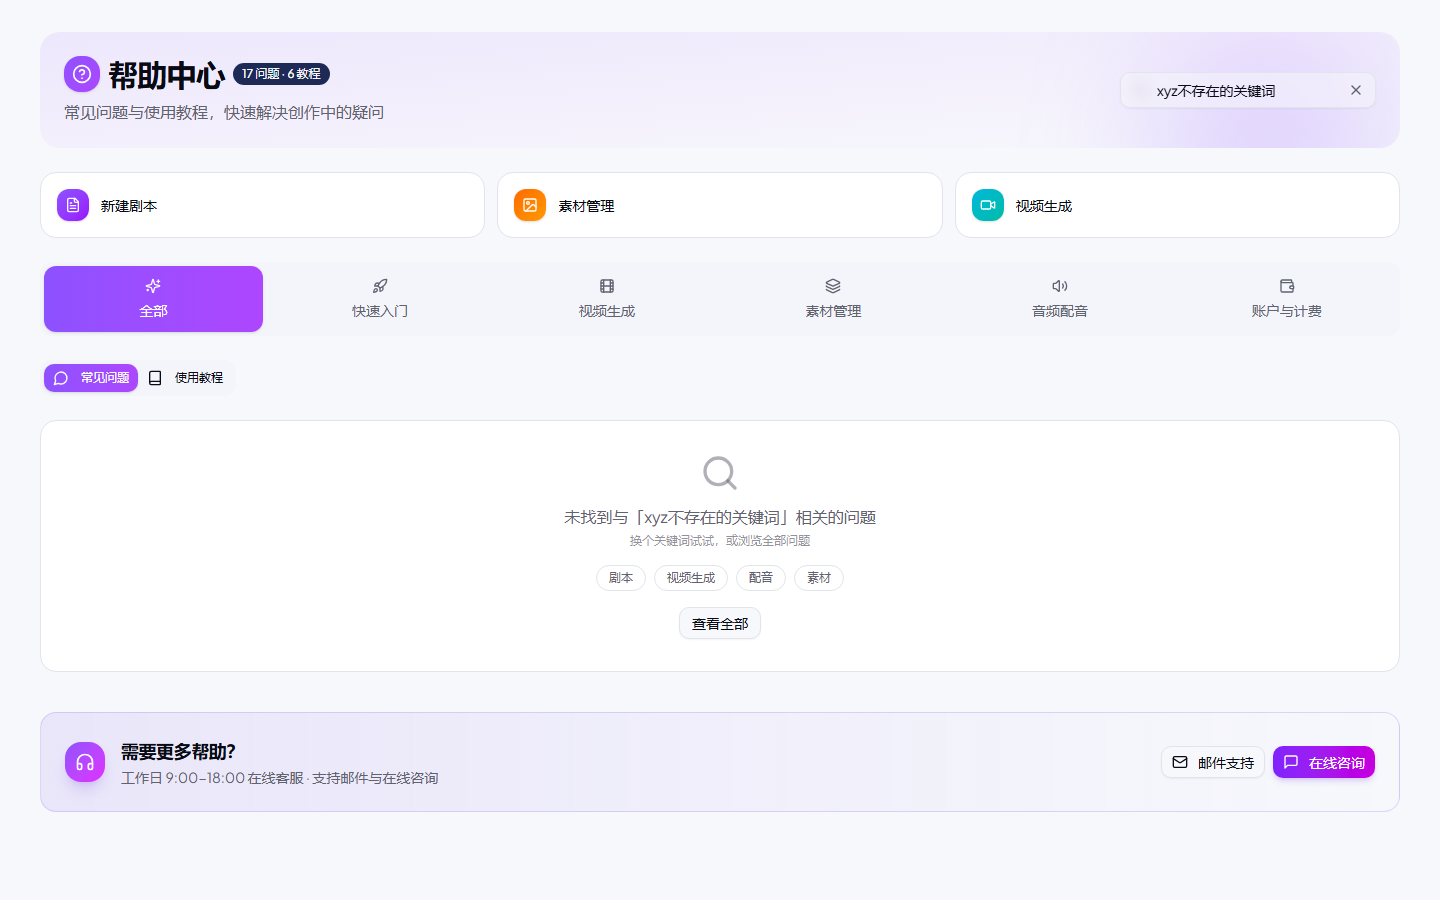 帮助中心 17 问题 · 6 教程
常见问题与使用教程，快速解决创作中的疑问
xyz不存在的关键词
新建剧本
素材管理
视频生成
全部
快速入门
视频生成
素材管理
音频配音
账户与计费
常见问题
使用教程
未找到与「xyz不存在的关键词」相关的问题
换个关键词试试，或浏览全部问题
剧本
视频生成
配音
素材
查看全部
需要更多帮助？
工作日 9:00-18:00 在线客服 · 支持邮件与在线咨询
邮件支持
在线咨询